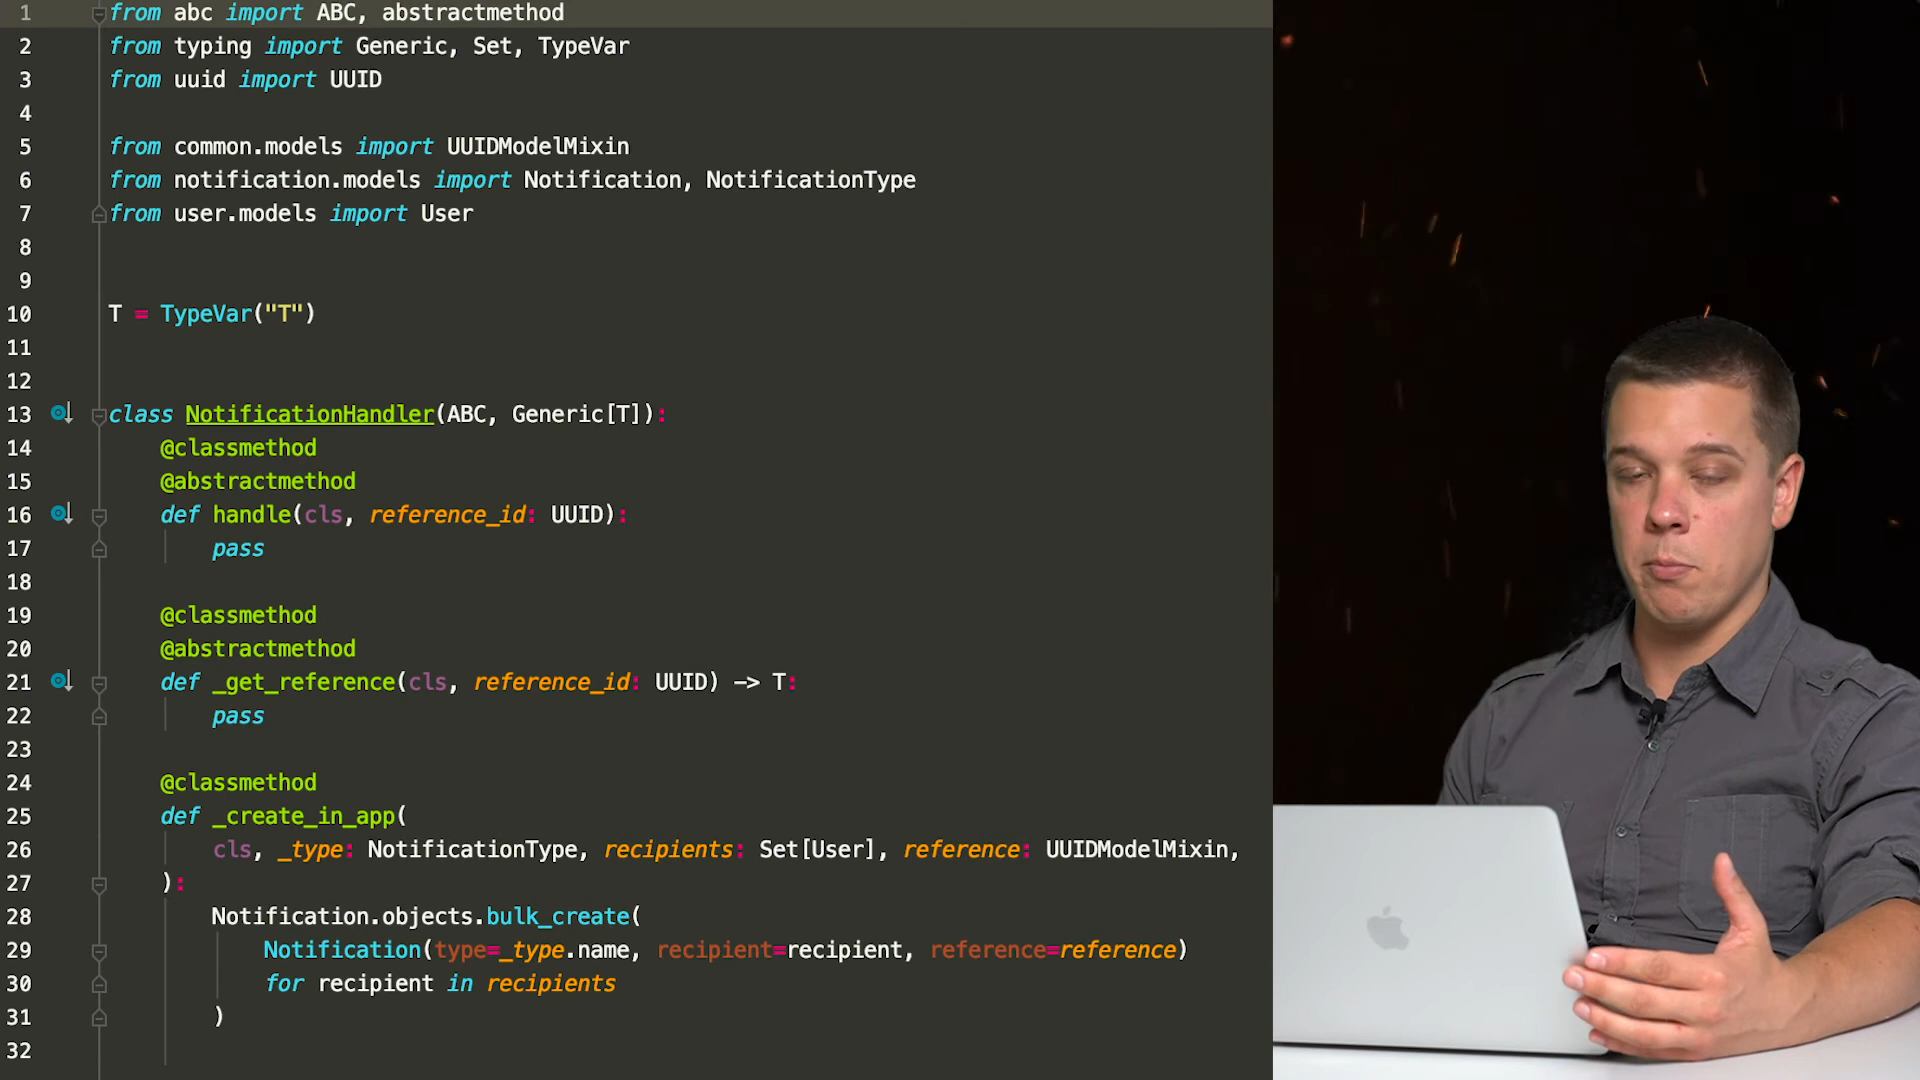 1 from abc import ABC, abstractmethod
2 from typing import Generic, Set, TypeVar
3 from uuid import UUID
4
5 from common.models import UUIDModelMixin
6 from notification.models import Notification, NotificationType
7 from user.models import User
8
9
10 T = TypeVar("T")
11
12
13 class NotificationHandler(ABC, Generic[T]):
14 @classmethod
15 @abstractmethod
16 def handle(cls, reference_id: UUID):
17 pass
18
19 @classmethod
20 @abstractmethod
21 def _get_reference(cls, reference_id: UUID) -> T:
22 pass
23
24 @classmethod
25 def _create_in_app(
26 cls, _type: NotificationType, recipients: Set[User], reference: UUIDModelMixin,
27 ):
28 Notification.objects.bulk_create(
29 Notification(type=_type.name, recipient=recipient, reference=reference)
30 for recipient in recipients
31 )
32